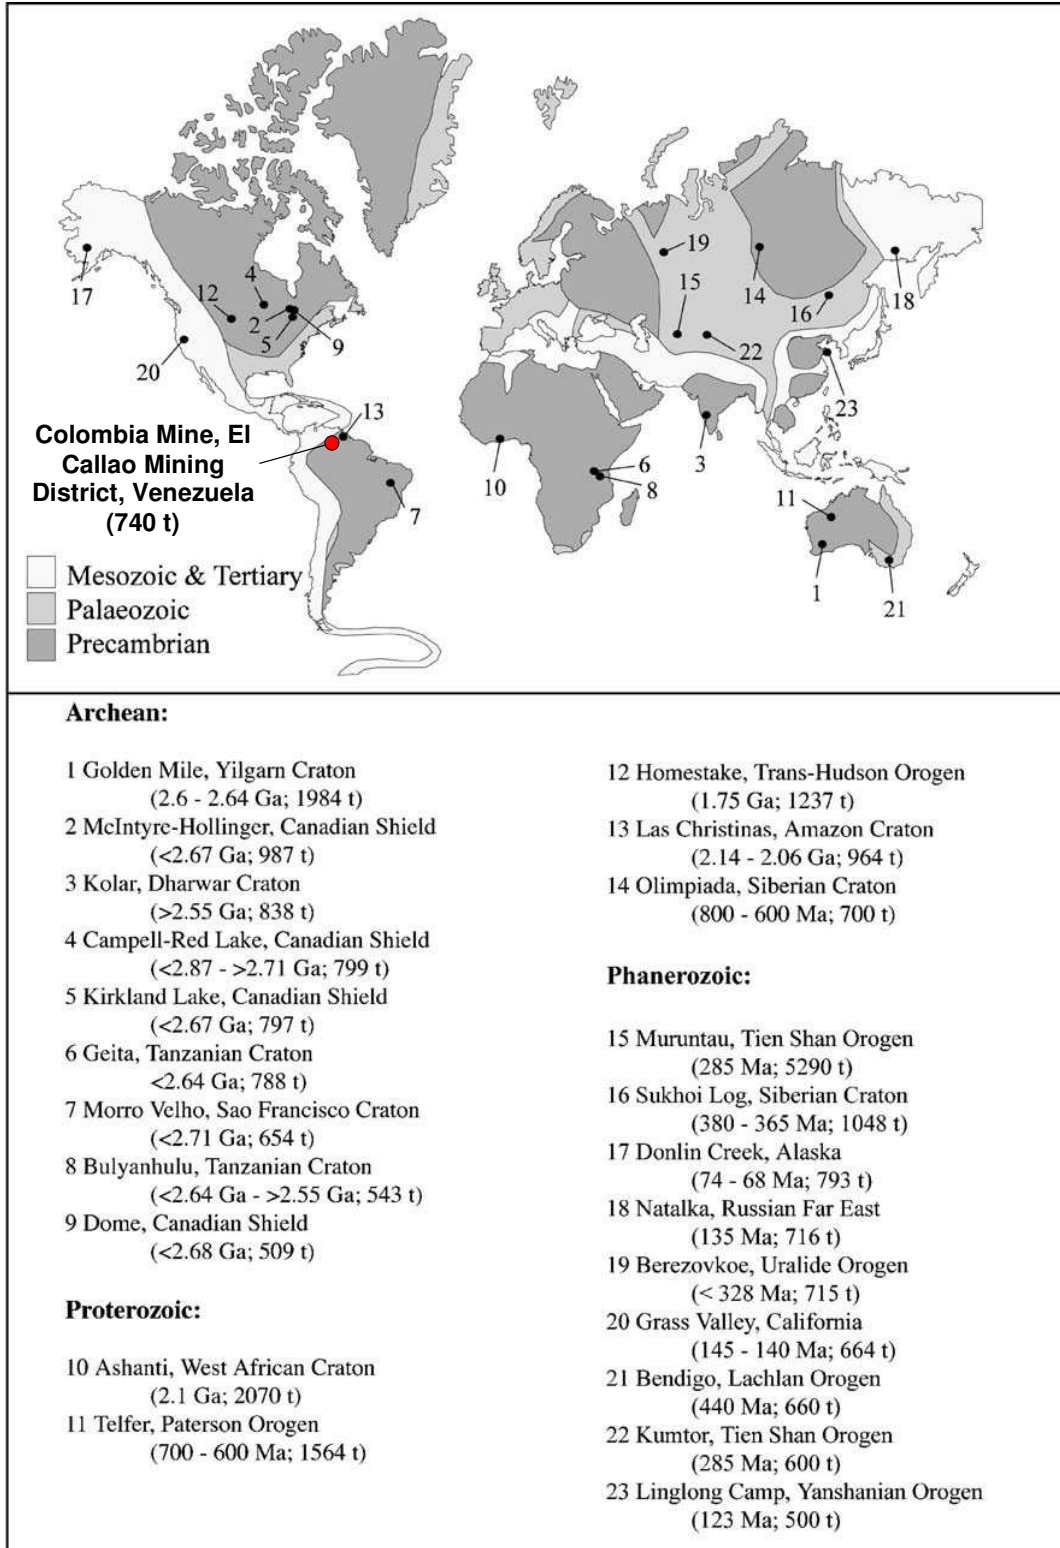 17
12
4
2
5
9
20
13
Colombia Mine, El
Callao Mining
District, Venezuela
(740 t)
7
10
6
8
3
19
15
14
22
16
18
23
11
1
21
Mesozoic & Tertiary
Palaeozoic
Precambrian
Archean:
1 Golden Mile, Yilgarn Craton
(2.6 - 2.64 Ga; 1984 t)
2 McIntyre-Hollinger, Canadian Shield
(<2.67 Ga; 987 t)
3 Kolar, Dharwar Craton
(>2.55 Ga; 838 t)
4 Campell-Red Lake, Canadian Shield
(<2.87 - >2.71 Ga; 799 t)
5 Kirkland Lake, Canadian Shield
(<2.67 Ga; 797 t)
6 Geita, Tanzanian Craton
<2.64 Ga; 788 t)
7 Morro Velho, Sao Francisco Craton
(<2.71 Ga; 654 t)
8 Bulyanhulu, Tanzanian Craton
(<2.64 Ga - >2.55 Ga; 543 t)
9 Dome, Canadian Shield
(<2.68 Ga; 509 t)
Proterozoic:
10 Ashanti, West African Craton
(2.1 Ga; 2070 t)
11 Telfer, Paterson Orogen
(700 - 600 Ma; 1564 t)
12 Homestake, Trans-Hudson Orogen
(1.75 Ga; 1237 t)
13 Las Christinas, Amazon Craton
(2.14 - 2.06 Ga; 964 t)
14 Olimpiada, Siberian Craton
(800 - 600 Ma; 700 t)
Phanerozoic:
15 Muruntau, Tien Shan Orogen
(285 Ma; 5290 t)
16 Sukhoi Log, Siberian Craton
(380 - 365 Ma; 1048 t)
17 Donlin Creek, Alaska
(74 - 68 Ma; 793 t)
18 Natalka, Russian Far East
(135 Ma; 716 t)
19 Berezovkoe, Uralide Orogen
(< 328 Ma; 715 t)
20 Grass Valley, California
(145 - 140 Ma; 664 t)
21 Bendigo, Lachlan Orogen
(440 Ma; 660 t)
22 Kumtor, Tien Shan Orogen
(285 Ma; 600 t)
23 Linglong Camp, Yanshanian Orogen
(123 Ma; 500 t)